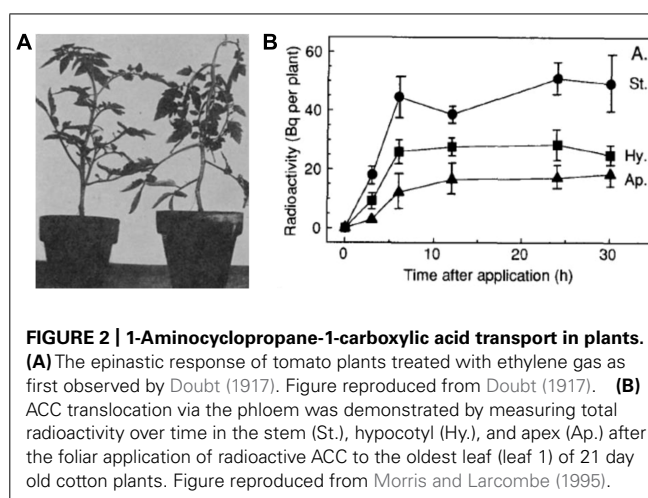 A
B
A.
St.
Hy.
Ap.
Radioactivity (Bq per plant)
60
40
20
0
0
10
20
30
Time after application (h)
FIGURE 2 | 1-Aminocyclopropane-1-carboxylic acid transport in plants.
(A) The epinastic response of tomato plants treated with ethylene gas as
first observed by Doubt (1917). Figure reproduced from Doubt (1917). (B)
ACC translocation via the phloem was demonstrated by measuring total
radioactivity over time in the stem (St.), hypocotyl (Hy.), and apex (Ap.) after
the foliar application of radioactive ACC to the oldest leaf (leaf 1) of 21 day
old cotton plants. Figure reproduced from Morris and Larcombe (1995).